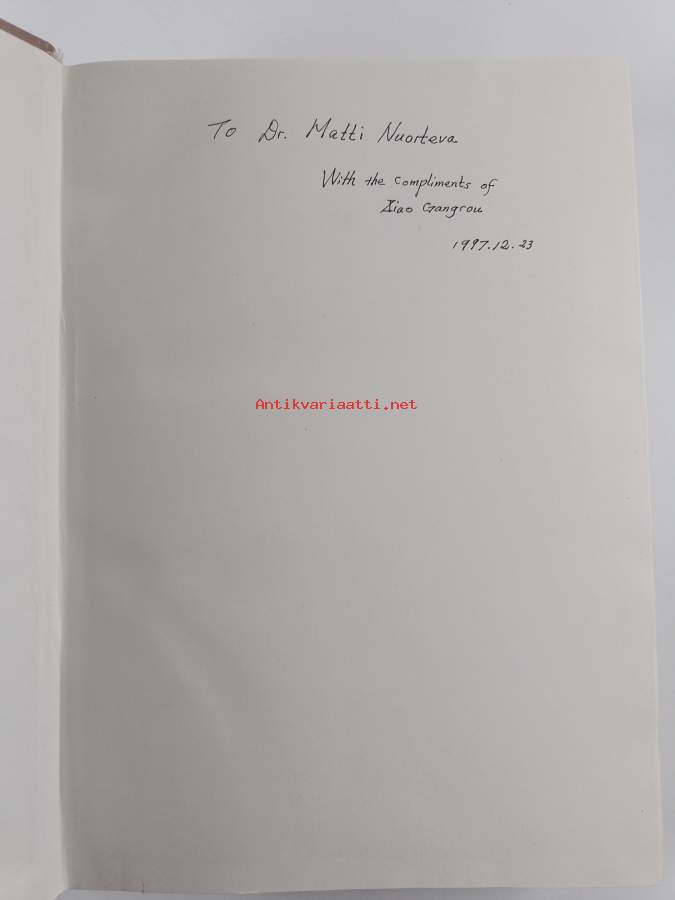 To Dr. Matti Nuorteva
With the compliments of
Xiao Gangrou
1997.12.23
Antikvariaatti.net